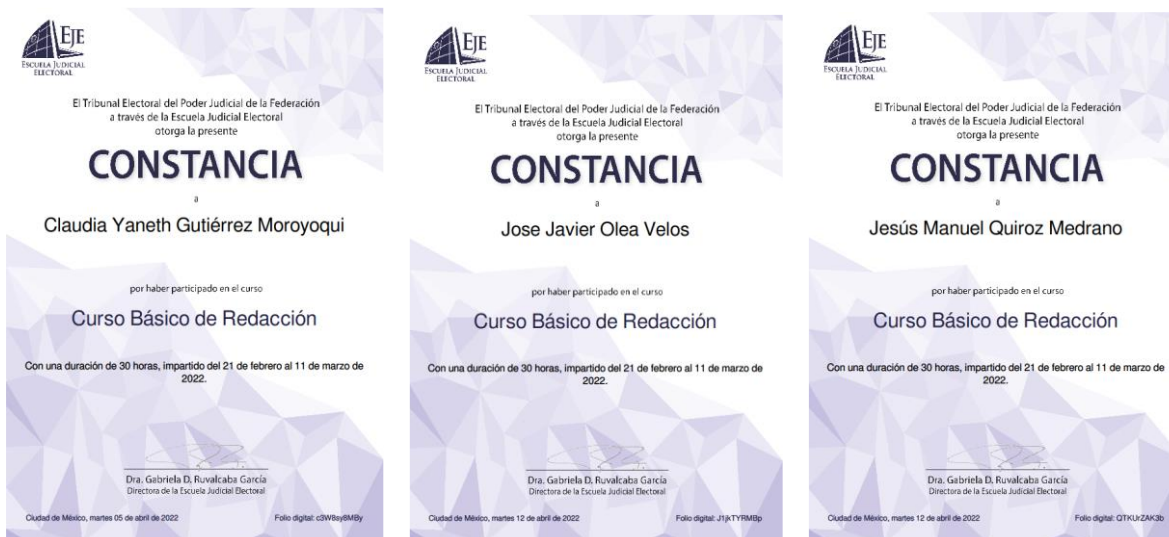 EJE
ESCUELA JUDICIAL
ELECTORAL
El Tribunal Electoral del Poder Judicial de la Federación
a través de la Escuela Judicial Electoral
otorga la presente
CONSTANCIA
a
Claudia Yaneth Gutiérrez Moroyoqui
por haber participado en el curso
Curso Básico de Redacción
Con una duración de 30 horas, impartido del 21 de febrero al 11 de marzo de
2022.
Dra. Gabriela D. Ruvalcaba García
Directora de la Escuela Judicial Electoral
Ciudad de México, martes 05 de abril de 2022
Folio digital: c3W8sy8MBy
EJE
ESCUELA JUDICIAL
ELECTORAL
El Tribunal Electoral del Poder Judicial de la Federación
a través de la Escuela Judicial Electoral
otorga la presente
CONSTANCIA
a
Jose Javier Olea Velos
por haber participado en el curso
Curso Básico de Redacción
Con una duración de 30 horas, impartido del 21 de febrero al 11 de marzo de
2022.
Dra. Gabriela D. Ruvalcaba García
Directora de la Escuela Judicial Electoral
Ciudad de México, martes 12 de abril de 2022
Folio digital: J1jkTYRMBp
EJE
ESCUELA JUDICIAL
ELECTORAL
El Tribunal Electoral del Poder Judicial de la Federación
a través de la Escuela Judicial Electoral
otorga la presente
CONSTANCIA
a
Jesús Manuel Quiroz Medrano
por haber participado en el curso
Curso Básico de Redacción
Con una duración de 30 horas, impartido del 21 de febrero al 11 de marzo de
2022.
Dra. Gabriela D. Ruvalcaba García
Directora de la Escuela Judicial Electoral
Ciudad de México, martes 12 de abril de 2022
Folio digital: QTKUrZAK3b